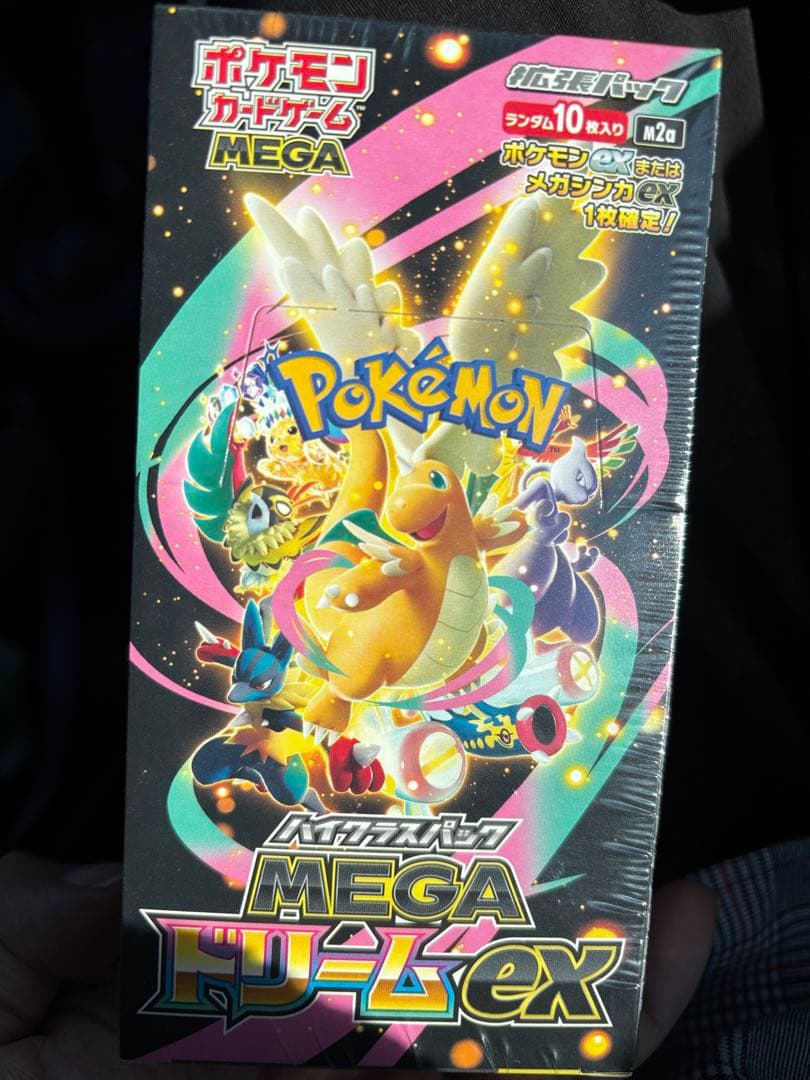 ポケモン
カードゲーム
MEGA
拡張パック
ランダム10枚入り M2a
ポケモンexまたは
メガシンカex
1枚確定!
POKéMON
ハイクラスパック
MEGA
ドリームex